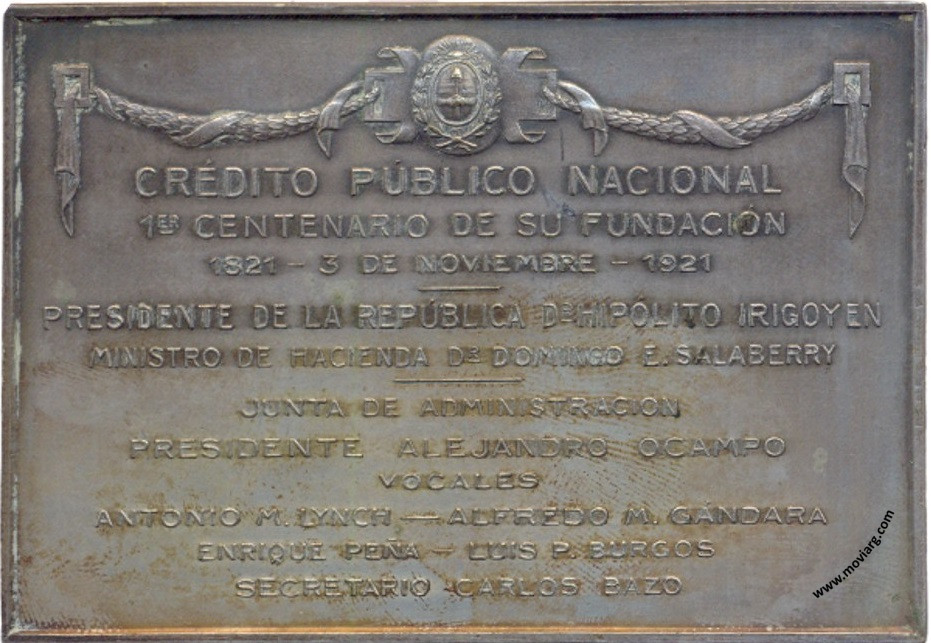 CRÉDITO PÚBLICO NACIONAL
1ER CENTENARIO DE SU FUNDACIÓN
1821 - 3 DE NOVIEMBRE - 1921
PRESIDENTE DE LA REPÚBLICA DR HIPÓLITO IRIGOYEN
MINISTRO DE HACIENDA DR DOMINGO E. SALABERRY
JUNTA DE ADMINISTRACION
PRESIDENTE ALEJANDRO OCAMPO
VOCALES
ANTONIO M. LYNCH — ALFREDO M. GÁNDARA
ENRIQUE PEÑA - LUIS P. BURGOS
SECRETARIO CARLOS BAZO
www.moviarg.com